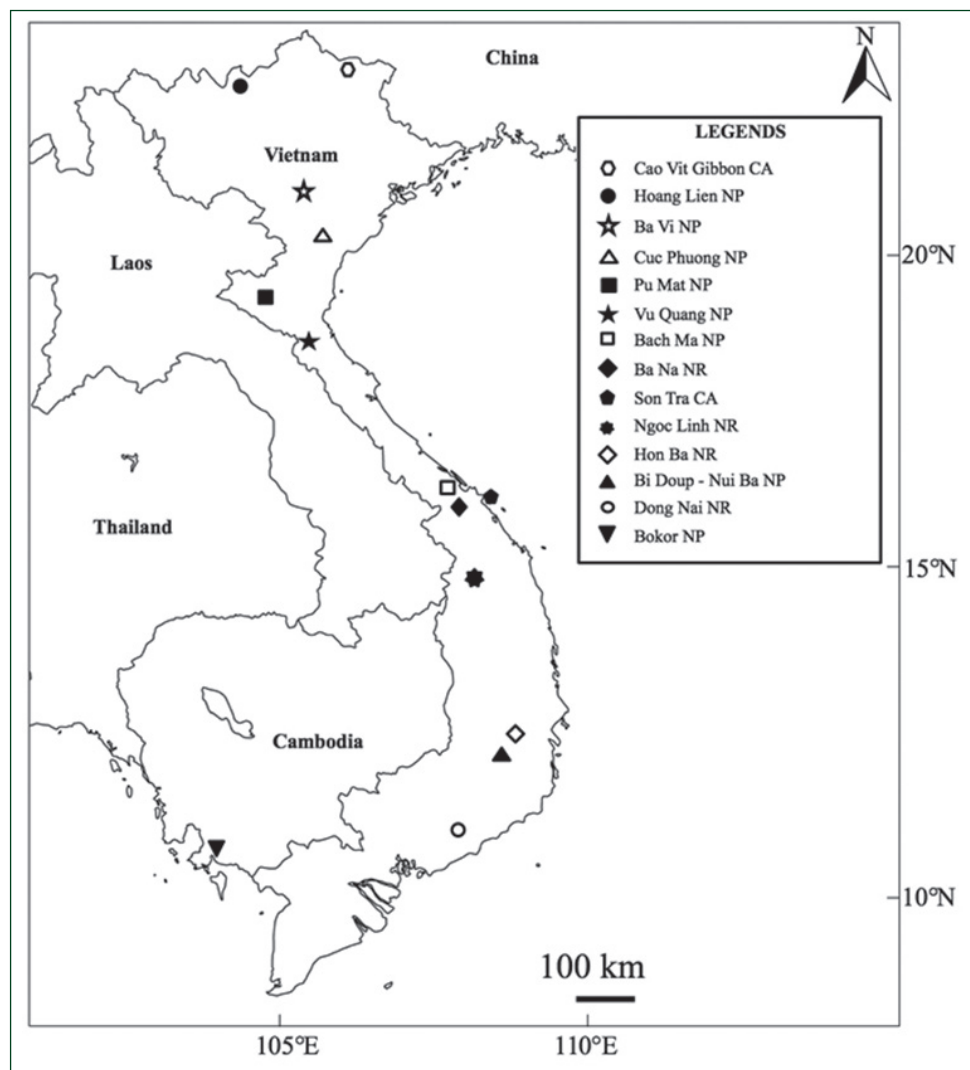 China
N
LEGENDS
Cao Vit Gibbon CA
Hoang Lien NP
Ba Vi NP
Cuc Phuong NP
Pu Mat NP
Vu Quang NP
Bach Ma NP
Ba Na NR
Son Tra CA
Ngoc Linh NR
Hon Ba NR
Bi Doup - Nui Ba NP
Dong Nai NR
Bokor NP
Vietnam
Laos
Thailand
Cambodia
20°N
15°N
10°N
100 km
105°E
110°E